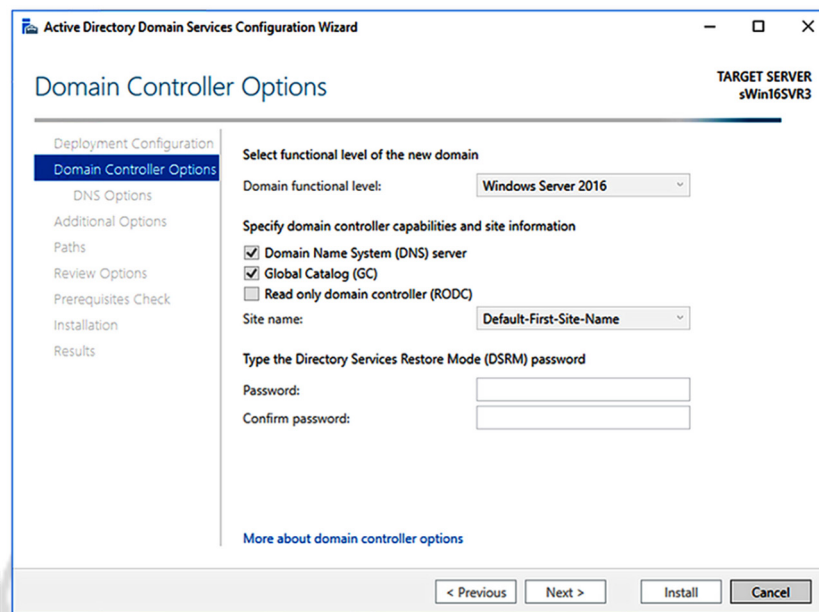 Active Directory Domain Services Configuration Wizard
Domain Controller Options
TARGET SERVER
sWin16SVR3
Deployment Configuration
Domain Controller Options
DNS Options
Additional Options
Paths
Review Options
Prerequisites Check
Installation
Results
Select functional level of the new domain
Domain functional level: Windows Server 2016
Specify domain controller capabilities and site information
Domain Name System (DNS) server
Global Catalog (GC)
Read only domain controller (RODC)
Site name: Default-First-Site-Name
Type the Directory Services Restore Mode (DSRM) password
Password:
Confirm password:
More about domain controller options
< Previous Next > Install Cancel